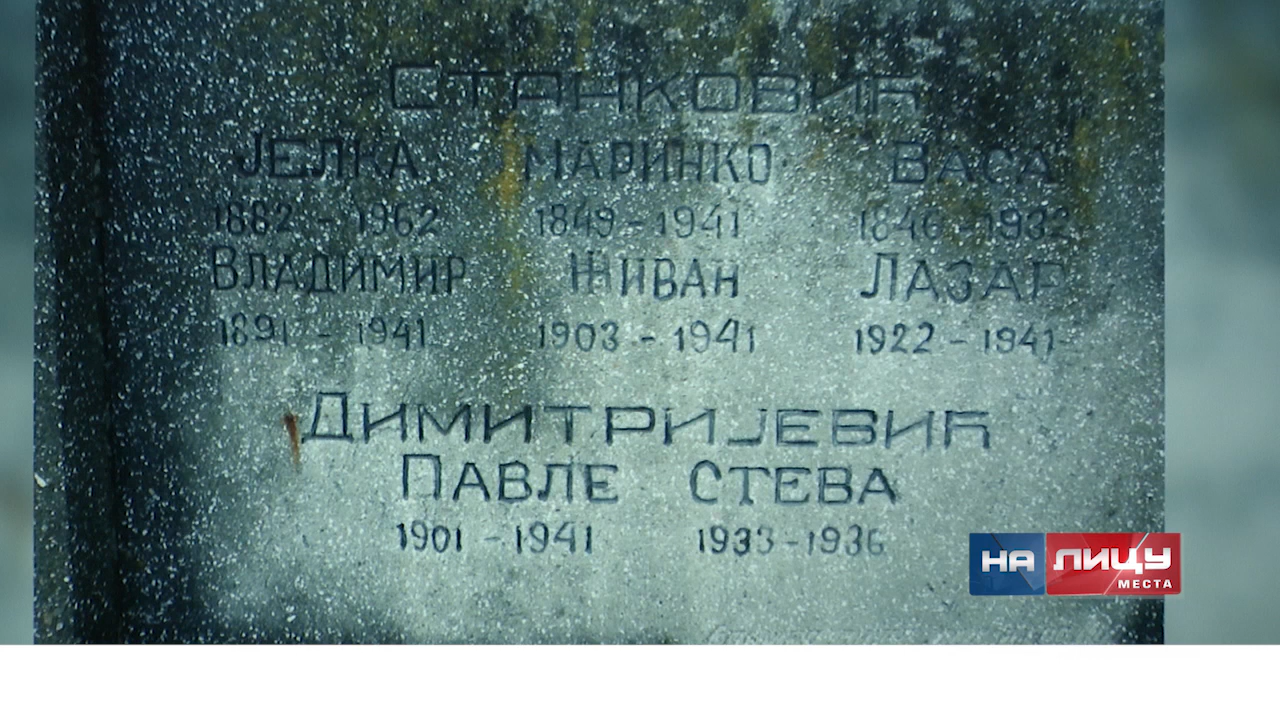 Станковић
Јелка Маринко Васа
1882 - 1962 1849 - 1941 1846 - 1932
Владимир Живан Лазар
1891 - 1941 1903 - 1941 1922 - 1941
Димитријевић
Павле Стева
1901 - 1941 1933 - 1936
НА ЛИЦУ
МЕСТА